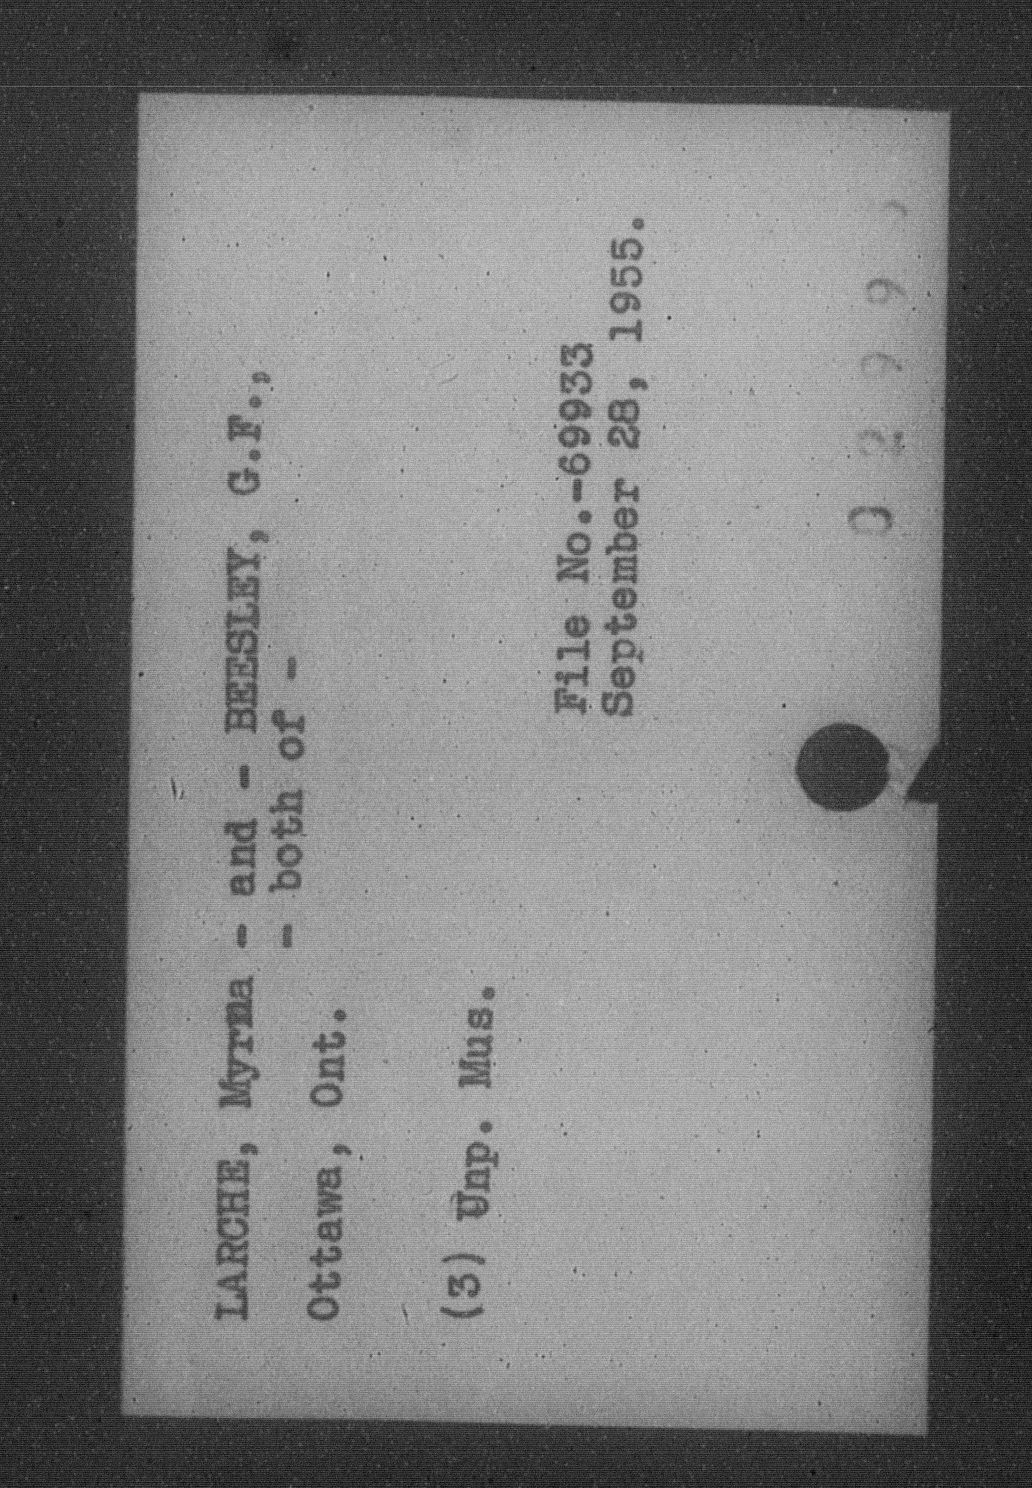 LARCHE, Myrna - and - BEESLEY, G.F.,
- both of -
Ottawa, Ont.
(3) Unp. Mus.
File No.-69933
September 28, 1955.